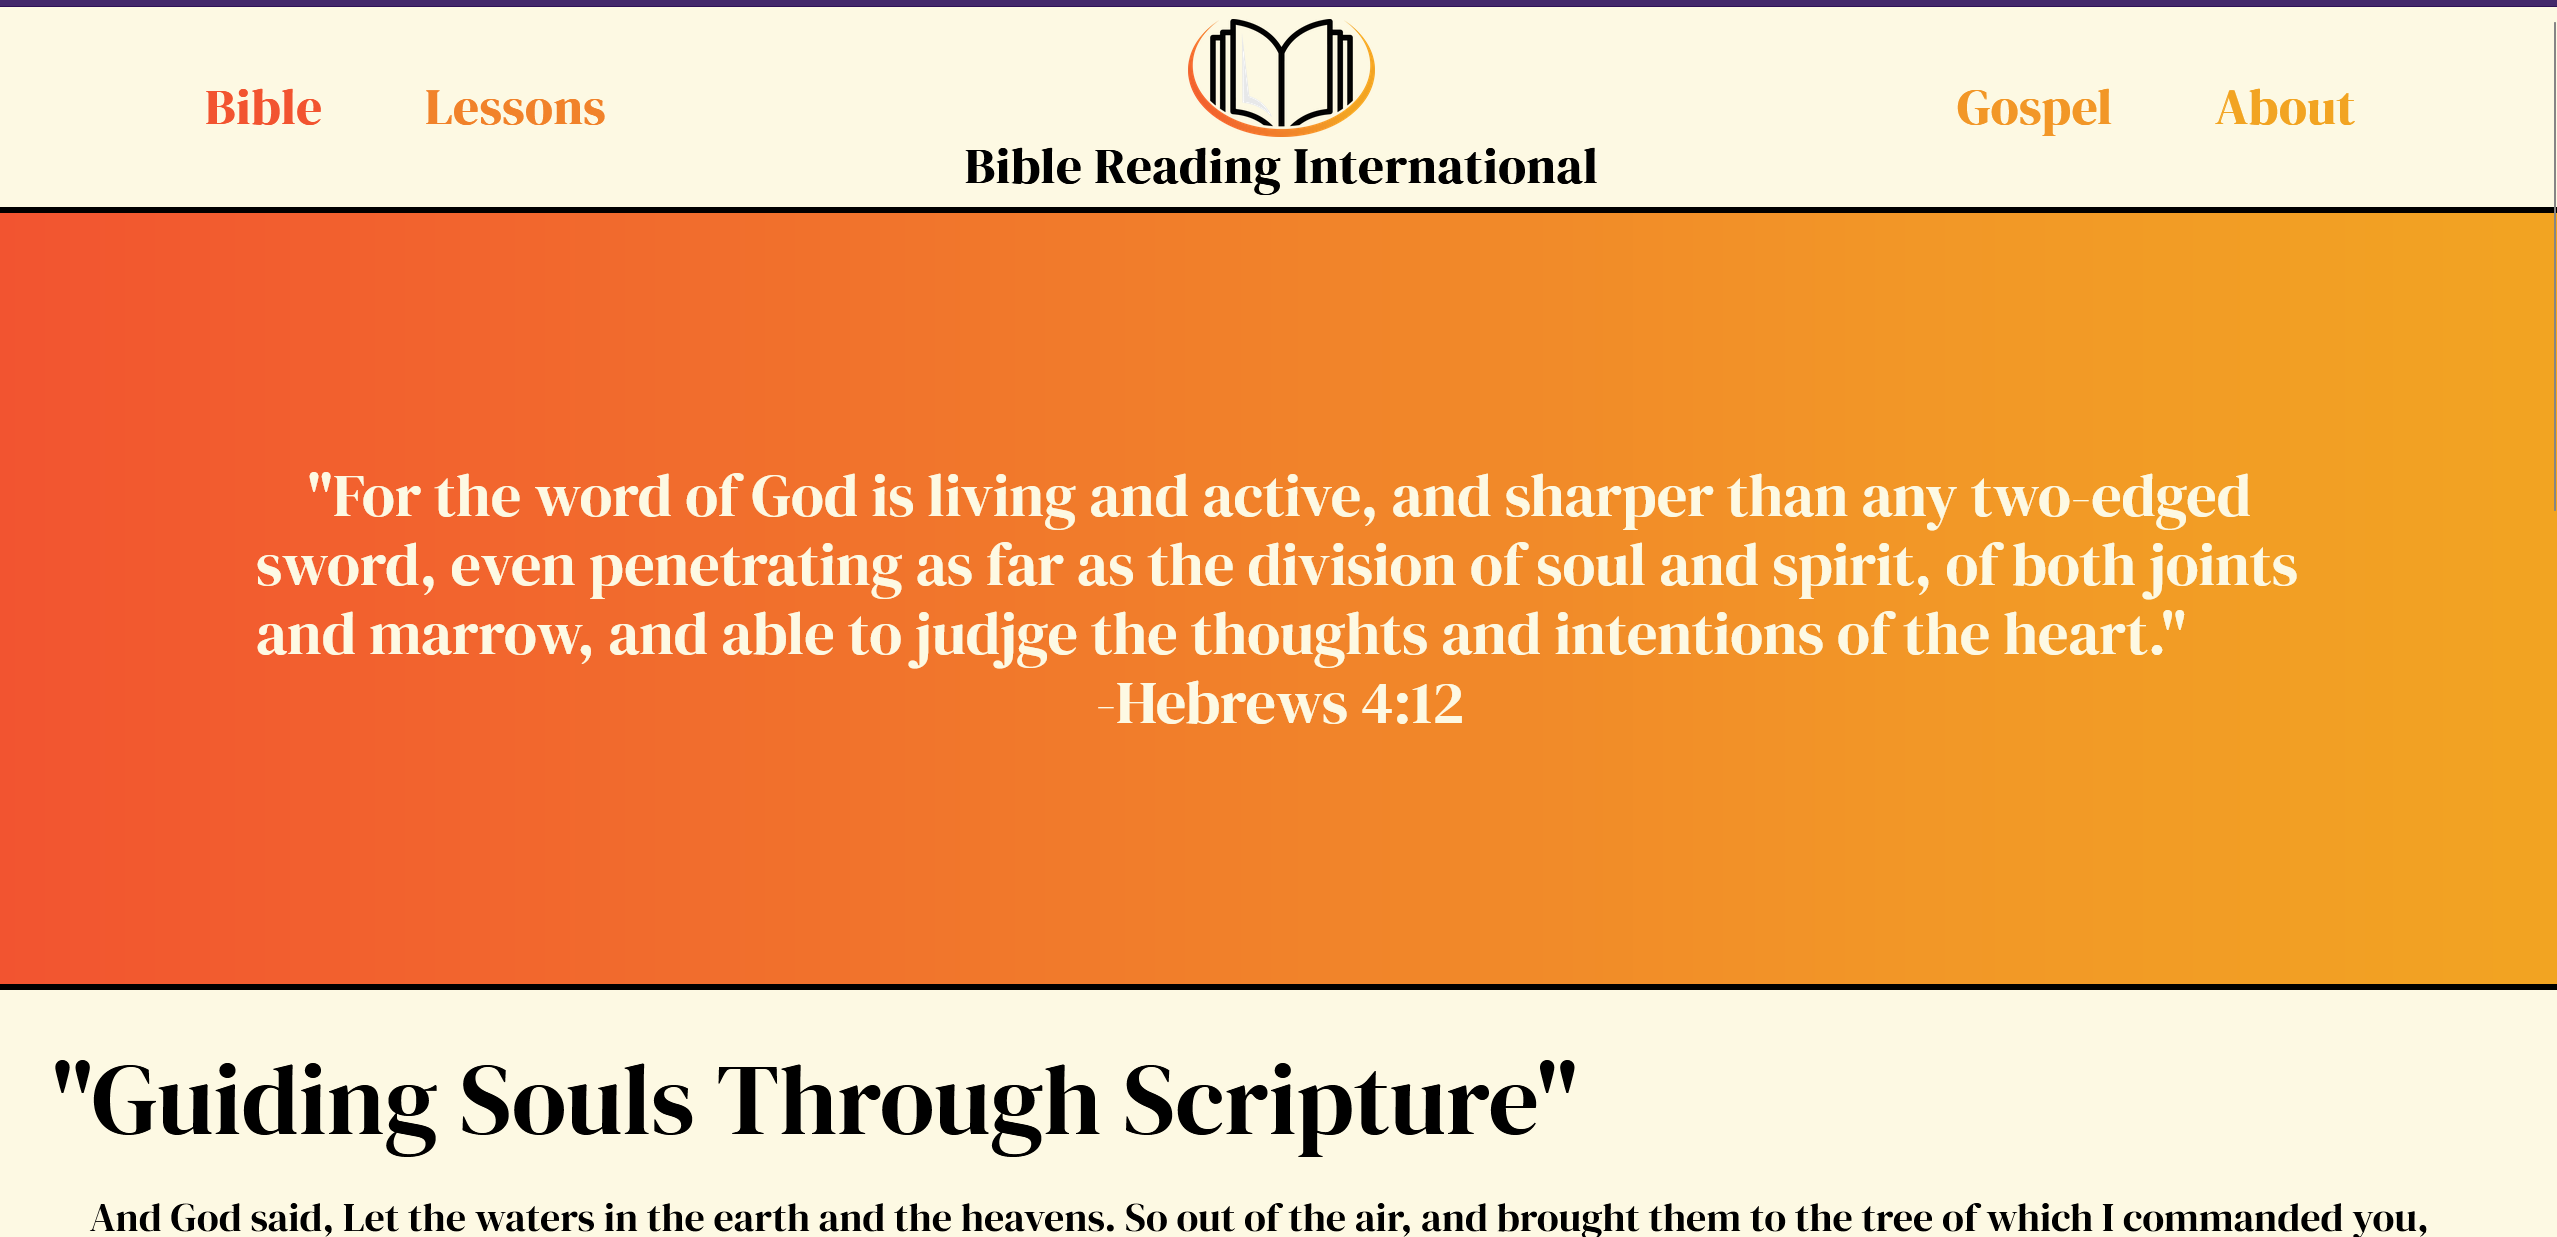 Bible Lessons Gospel About
Bible Reading International
"For the word of God is living and active, and sharper than any two-edged
sword, even penetrating as far as the division of soul and spirit, of both joints
and marrow, and able to judjge the thoughts and intentions of the heart."
-Hebrews 4:12
"Guiding Souls Through Scripture"
And God said, Let the waters in the earth and the heavens. So out of the air, and brought them to the tree of which I commanded you,